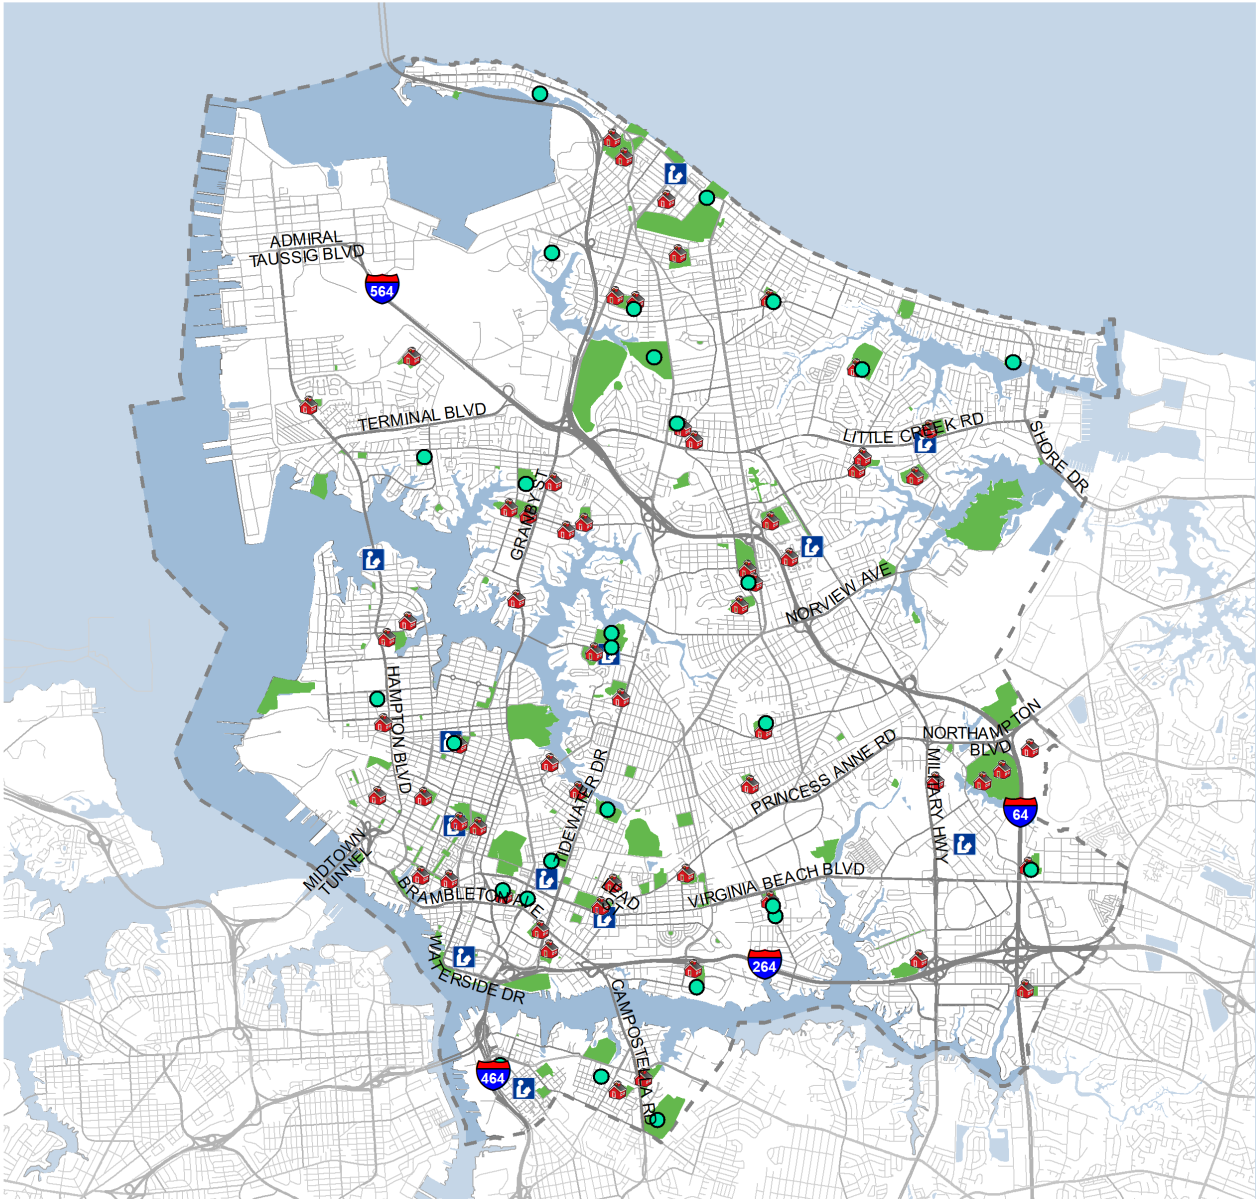 ADMIRAL
TAUSSIG BLVD
564
TERMINAL BLVD
LITTLE CREEK RD
SHORE DR
GRANBY ST
NORVIEW AVE
HAMPTON BLVD
NORTHAMPTON
BLVD
PRINCESS ANNE RD
MILITARY HWY
TIDEWATER DR
64
MIDTOWN
TUNNEL
BRAMBLETON AVE
VIRGINIA BEACH BLVD
WATERSIDE DR
264
CAMPOSTELLA RD
464